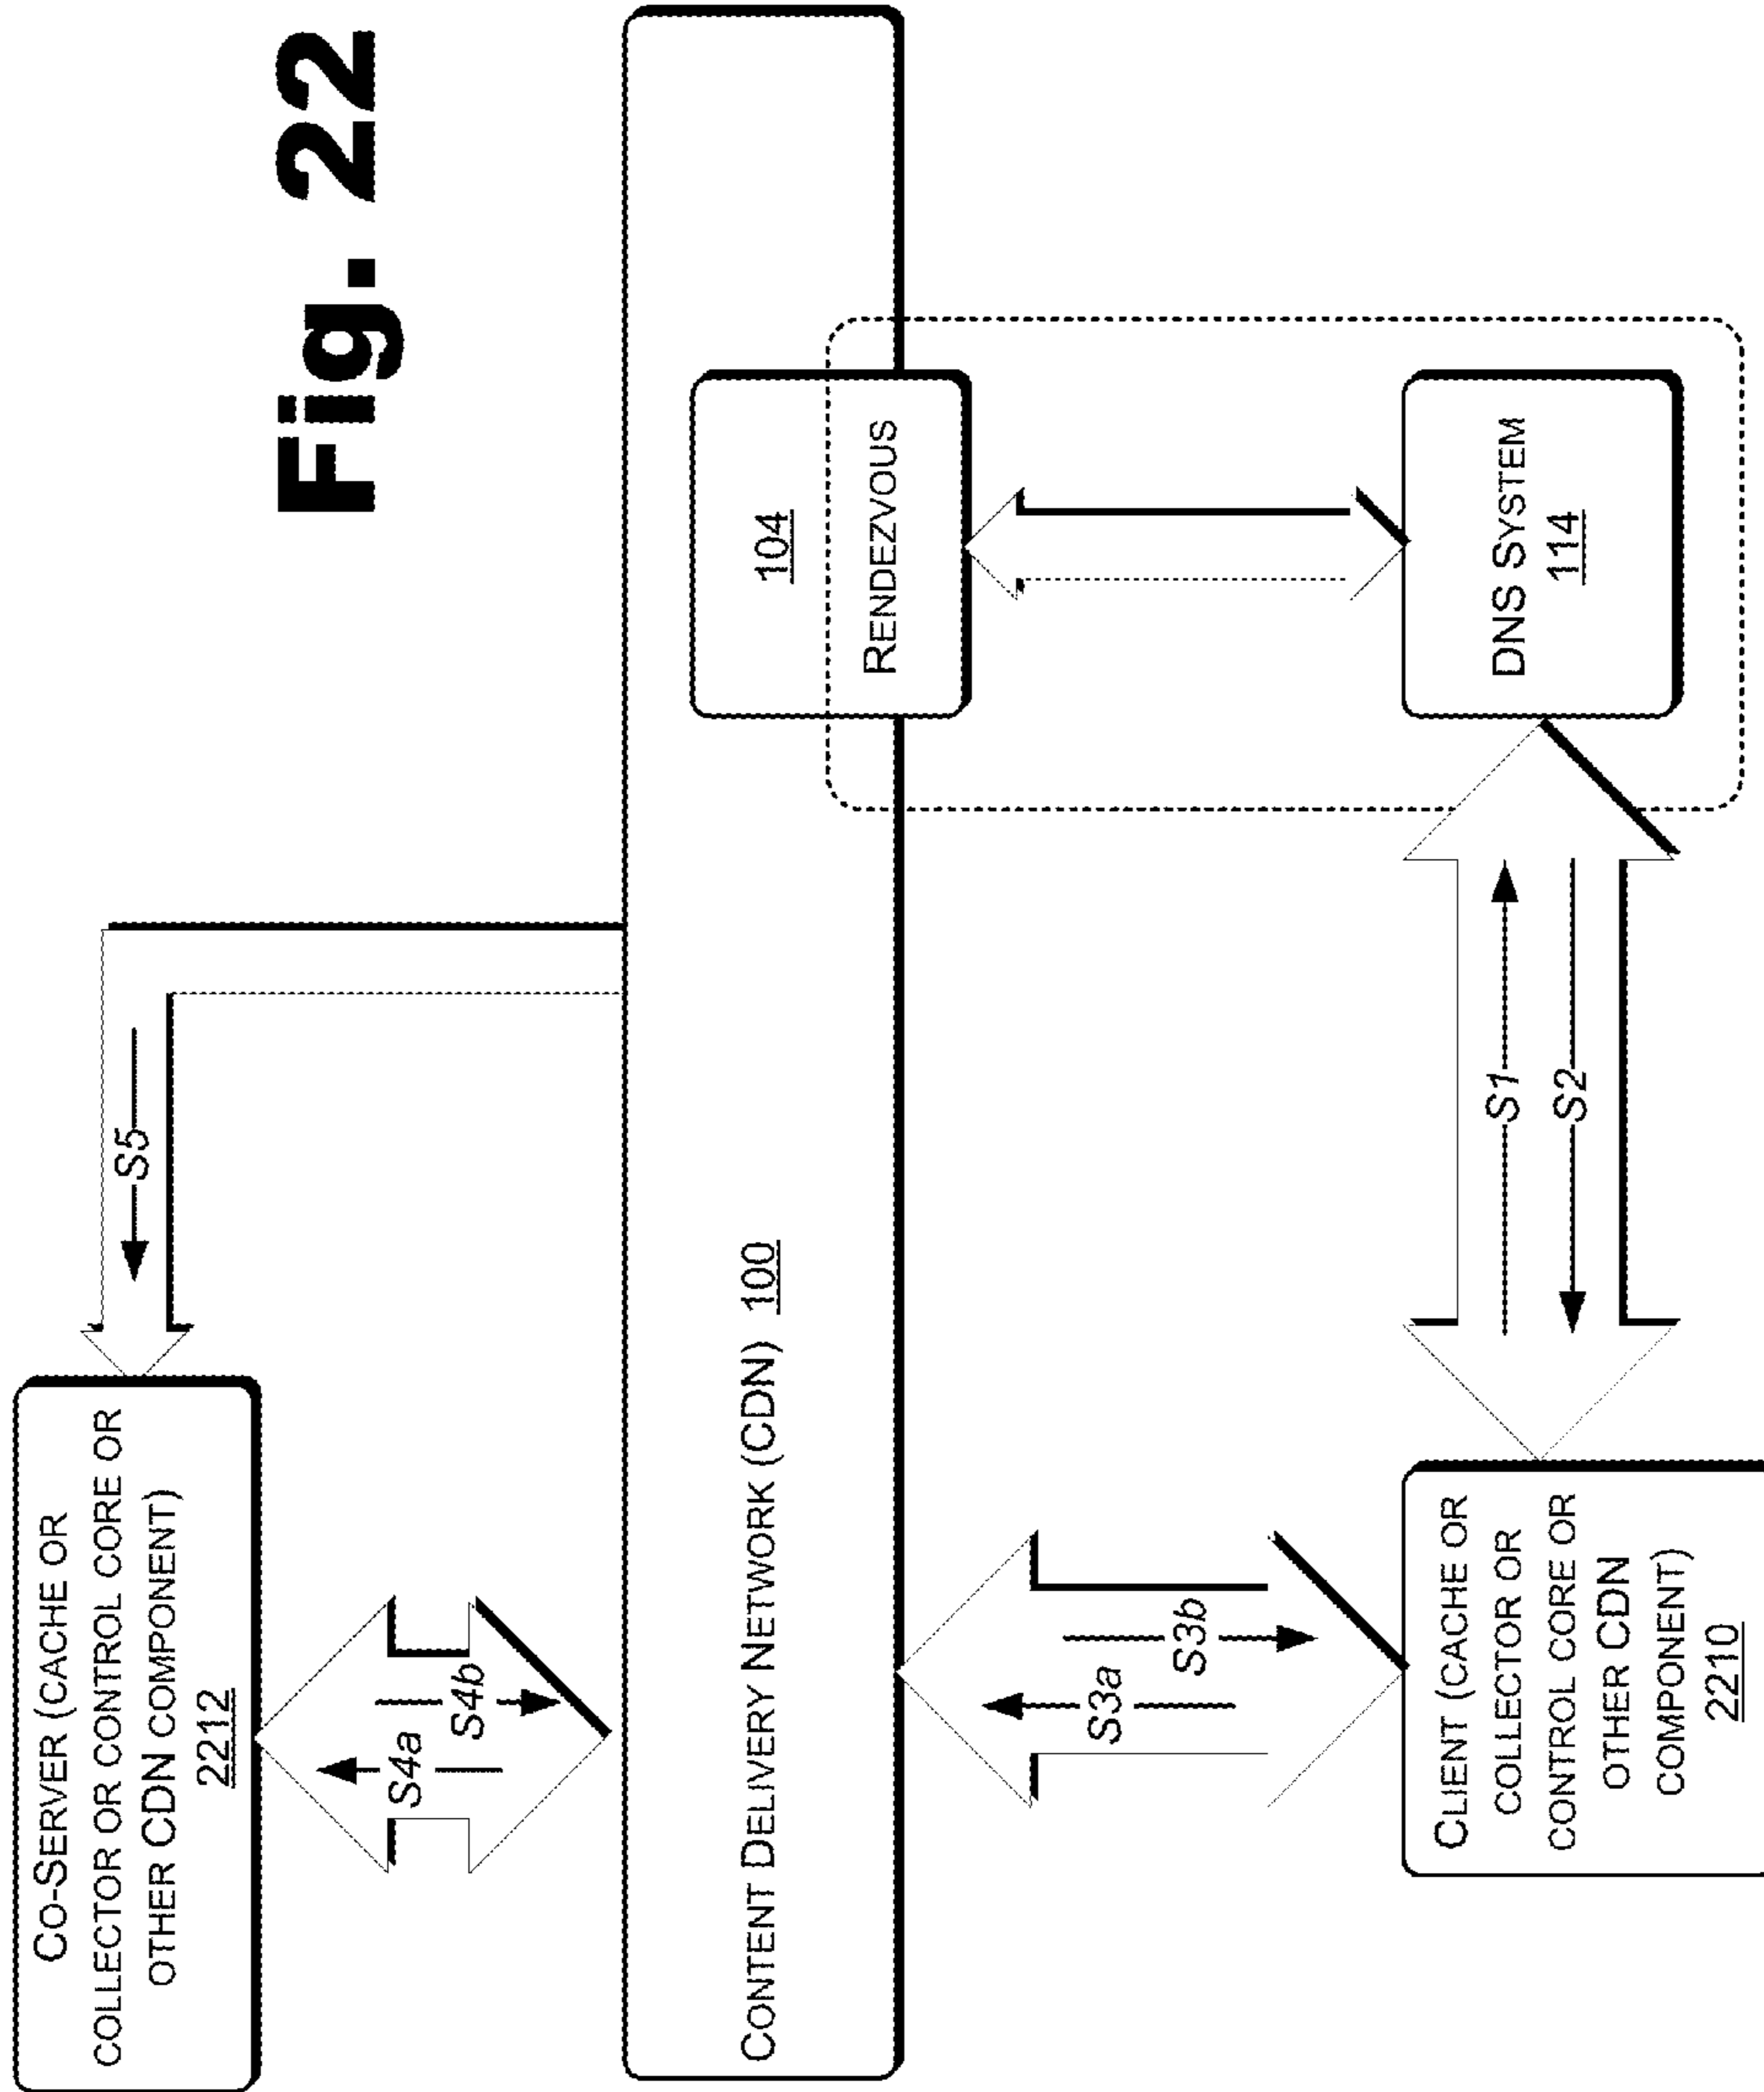 Fig. 22
CO-SERVER (CACHE OR
COLLECTOR OR CONTROL CORE OR
OTHER CDN COMPONENT)
2212
S5
S4a
S4b
CONTENT DELIVERY NETWORK (CDN) 100
104
RENDEZVOUS
S3a
S3b
S1
S2
CLIENT (CACHE OR
COLLECTOR OR
CONTROL CORE OR
OTHER CDN
COMPONENT)
2210
DNS SYSTEM
114